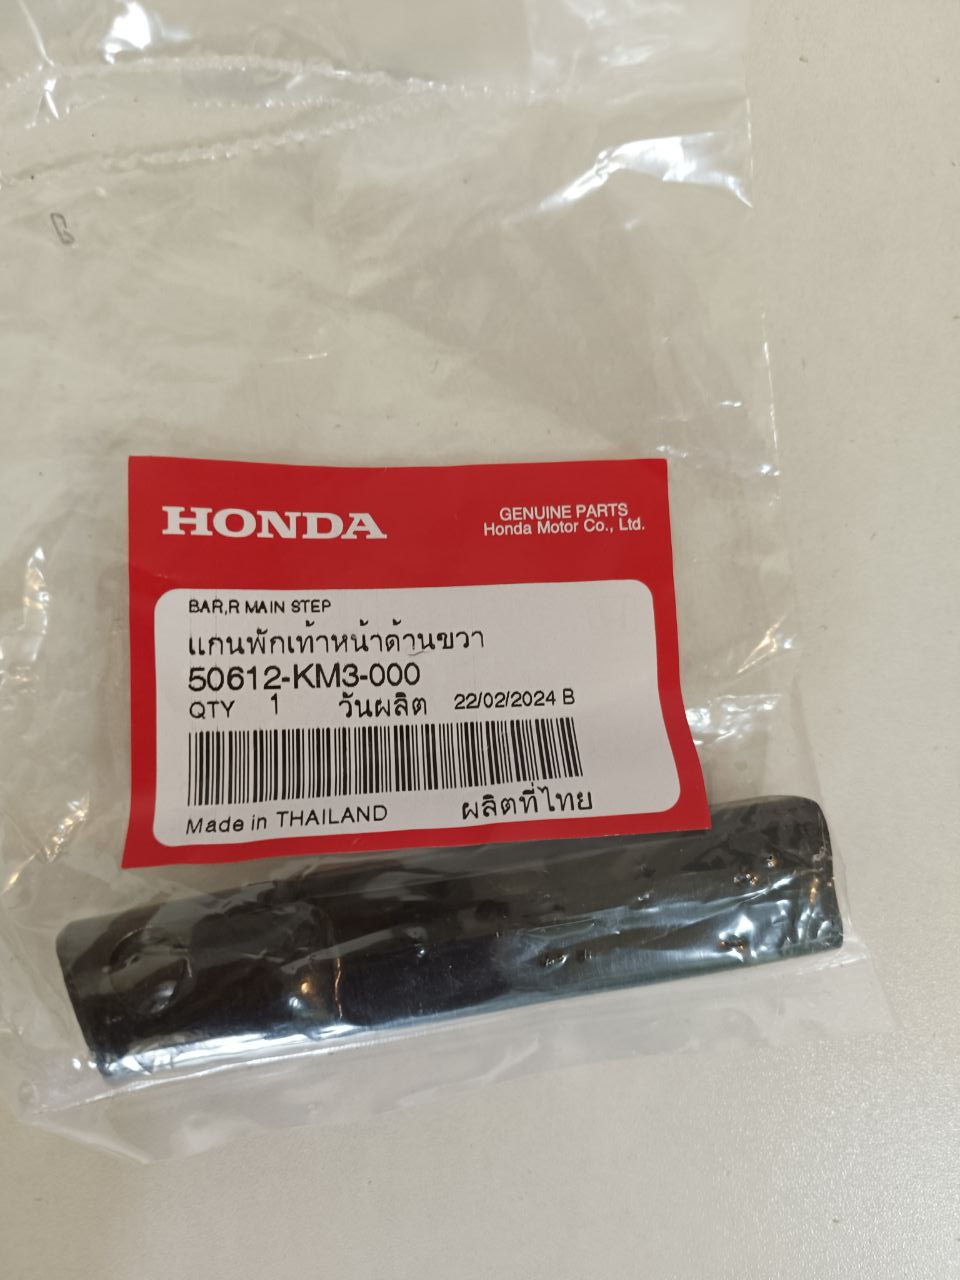 HONDA
GENUINE PARTS
Honda Motor Co., Ltd.
BAR,R MAIN STEP
แกนพักเท้าหน้าด้านขวา
50612-KM3-000
QTY 1 วันผลิต 22/02/2024 B
Made in THAILAND ผลิตที่ไทย